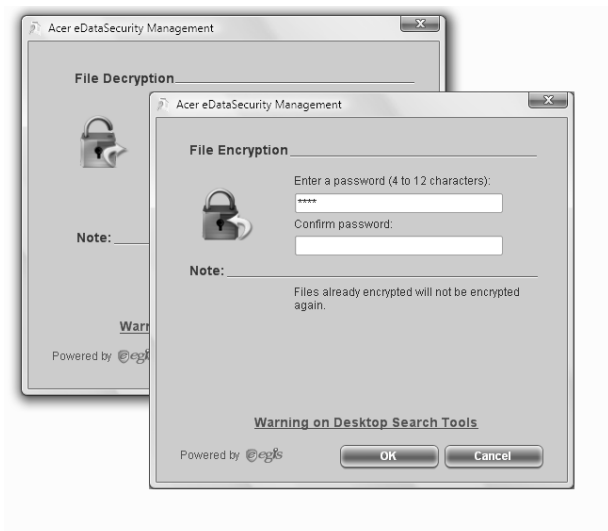 Acer eDataSecurity Management
File Decryption
Note:
Powered by egis
Acer eDataSecurity Management
File Encryption
Enter a password (4 to 12 characters):
****
Confirm password:
Note:
Files already encrypted will not be encrypted
again.
Warning on Desktop Search Tools
Powered by egis
OK
Cancel